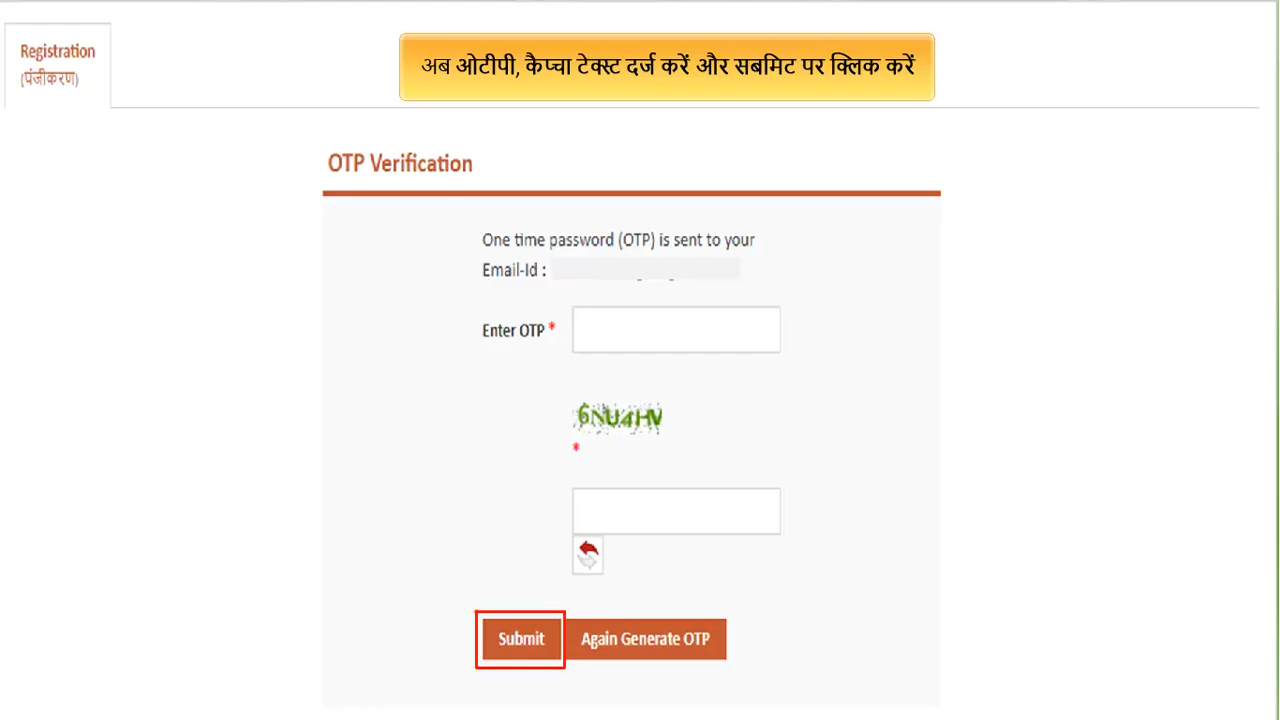 Registration
(पंजीकरण)
अब ओटीपी, कैप्चा टेक्स्ट दर्ज करें और सबमिट पर क्लिक करें
OTP Verification
One time password (OTP) is sent to your
Email-Id :
Enter OTP *
6NU4HV
*
Submit
Again Generate OTP